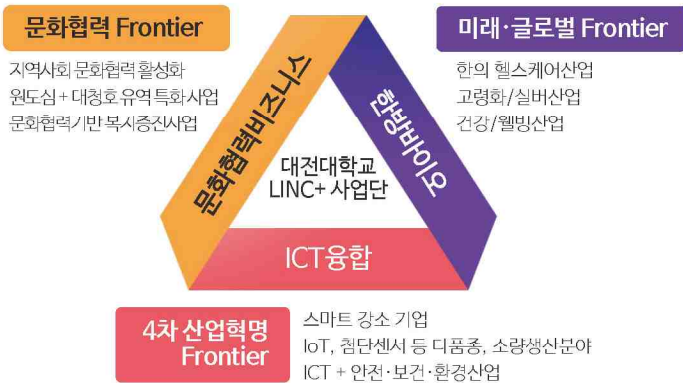 문화협력 Frontier
지역사회 문화협력 활성화
원도심 + 대청호 유역 특화 사업
문화협력기반 복지증진사업
미래·글로벌 Frontier
한의 헬스케어산업
고령화/실버산업
건강/웰빙산업
문화협력비즈니스
한방바이오
대전대학교
LINC+ 사업단
ICT융합
4차 산업혁명
Frontier
스마트 강소 기업
IoT, 첨단센서 등 다품종, 소량생산분야
ICT + 안전·보건·환경산업